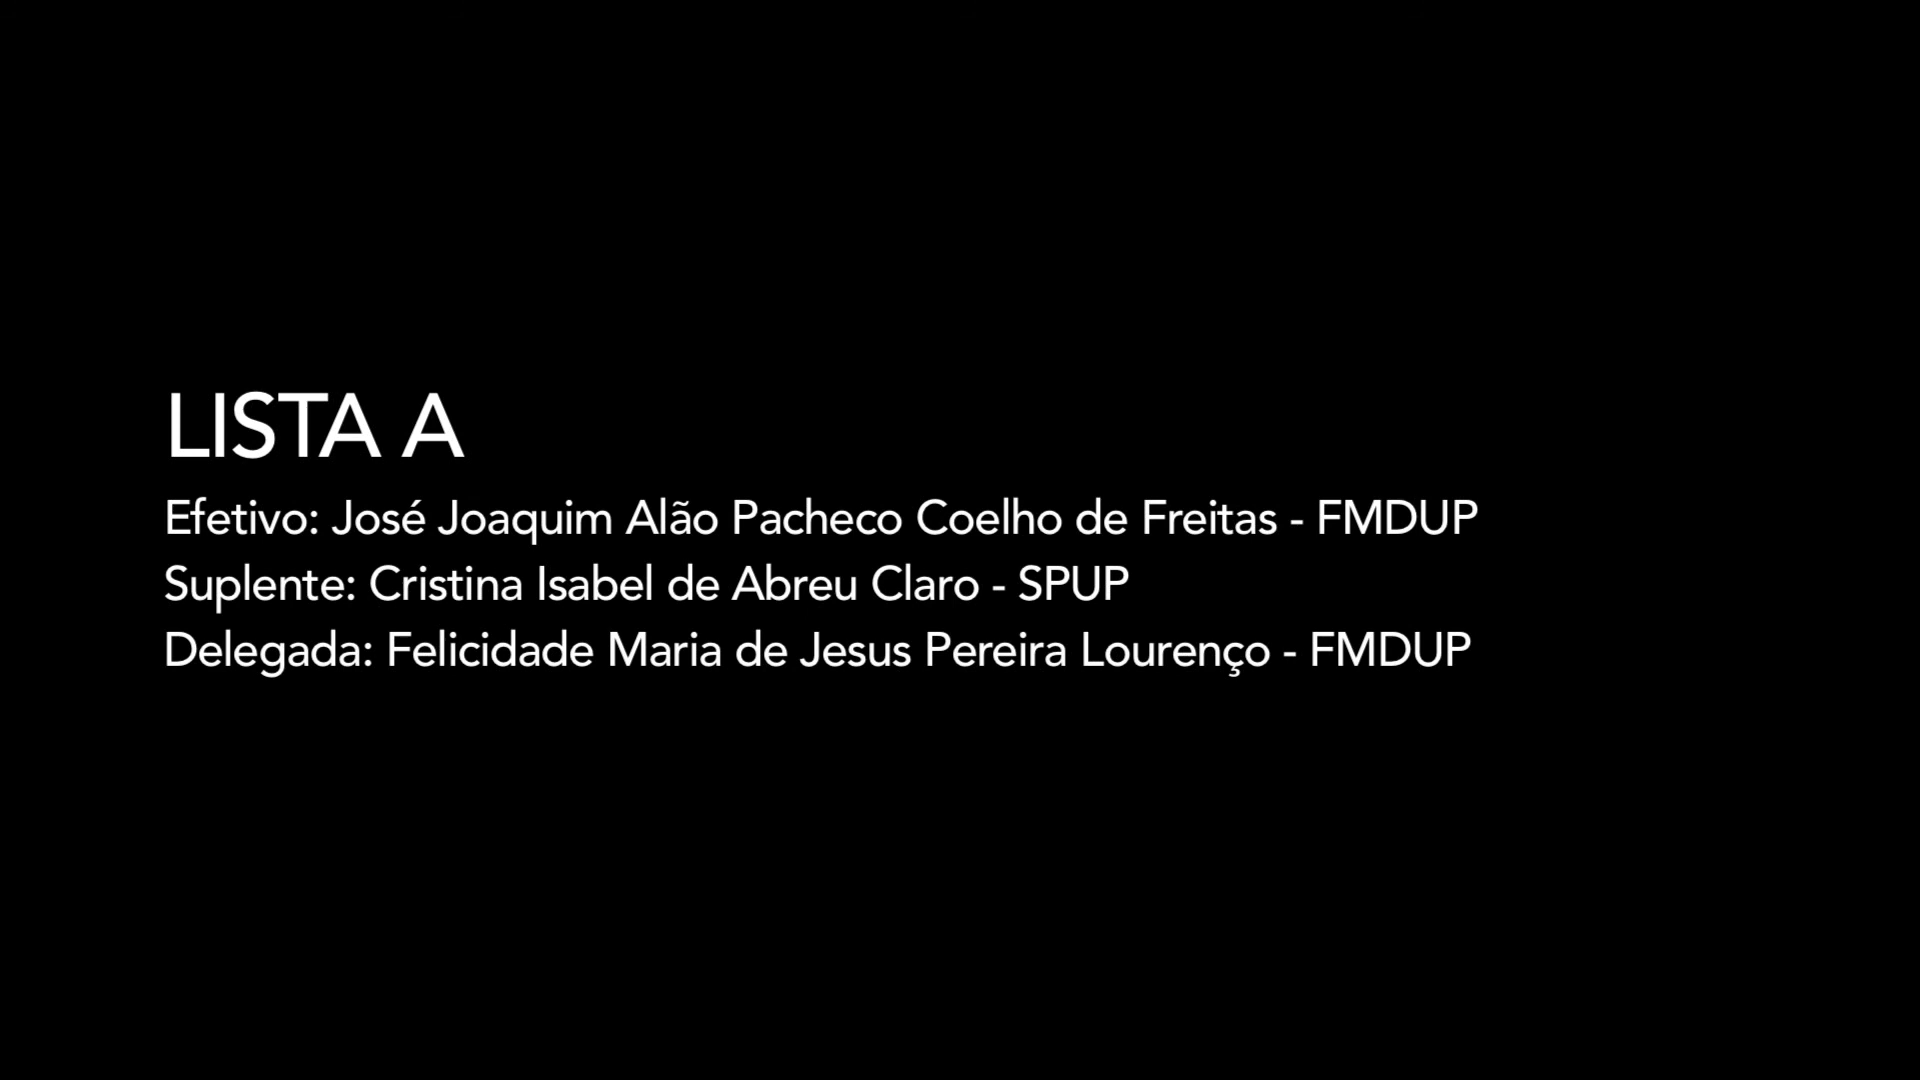 LISTA A
Efetivo: José Joaquim Alão Pacheco Coelho de Freitas - FMDUP
Suplente: Cristina Isabel de Abreu Claro - SPUP
Delegada: Felicidade Maria de Jesus Pereira Lourenço - FMDUP